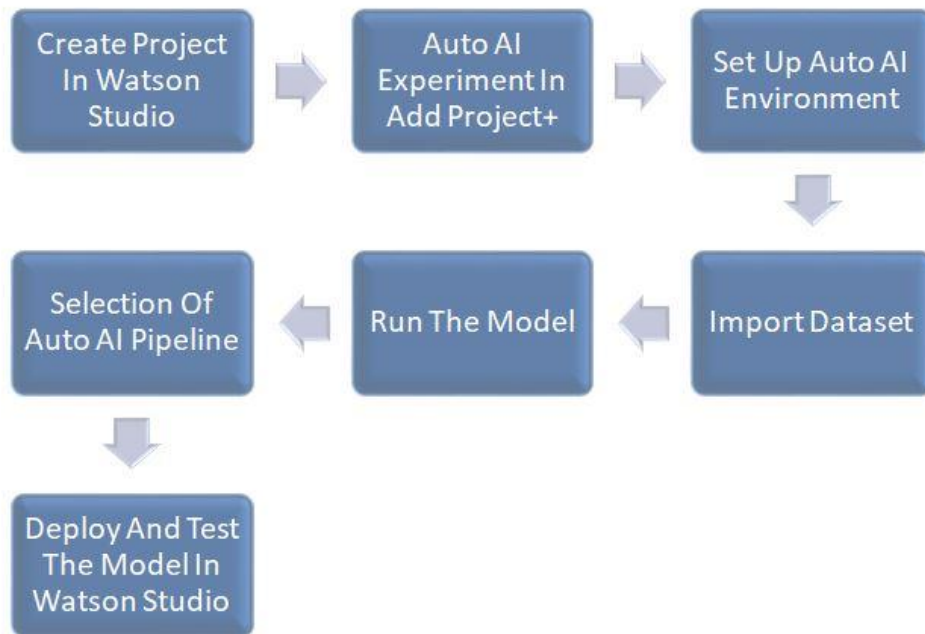 Create Project
In Watson
Studio
Auto AI
Experiment In
Add Project+
Set Up Auto AI
Environment
Import Dataset
Run The Model
Selection Of
Auto AI Pipeline
Deploy And Test
The Model In
Watson Studio